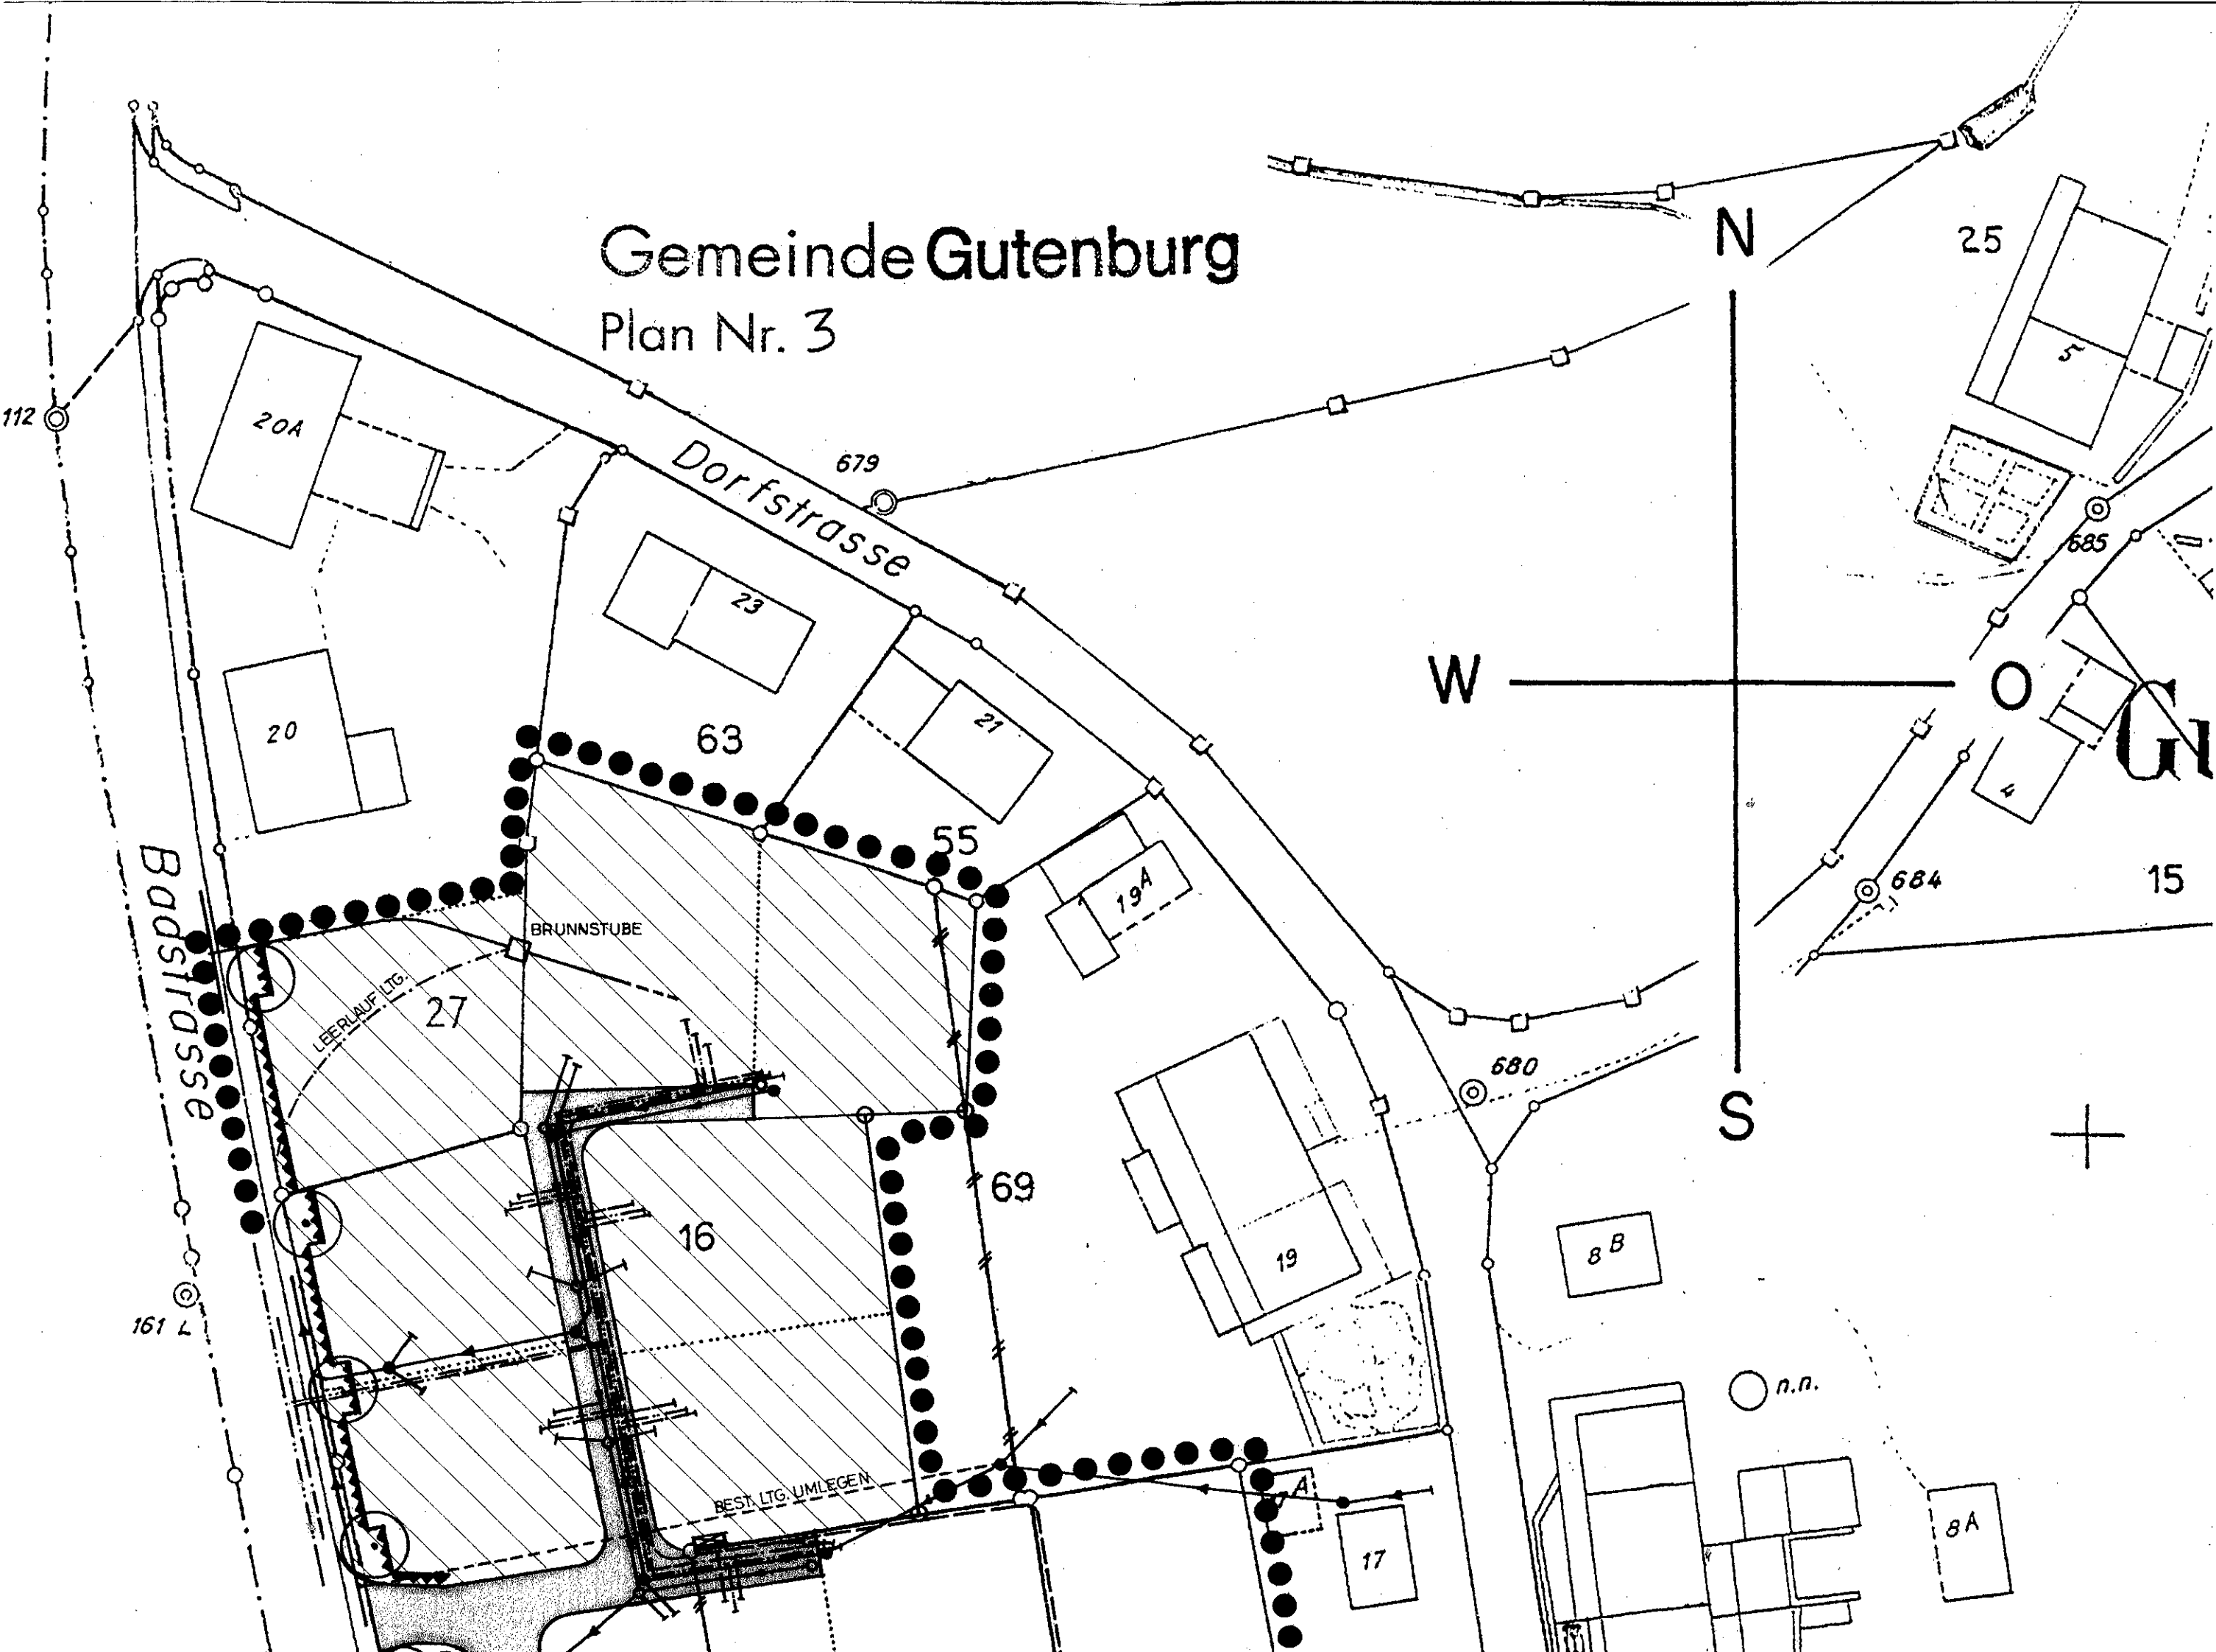 Gemeinde Gutenburg
Plan Nr. 3
N
W
O
S
25
5
112
20A
679
Dorfstrasse
685
23
21
20
63
4
55
19A
684
15
Badstrasse
BRUNNSTUBE
LEERLAUF LTG.
27
680
69
16
19
8B
161 L
n.n.
BEST. LTG. UMLEGEN
17
8A